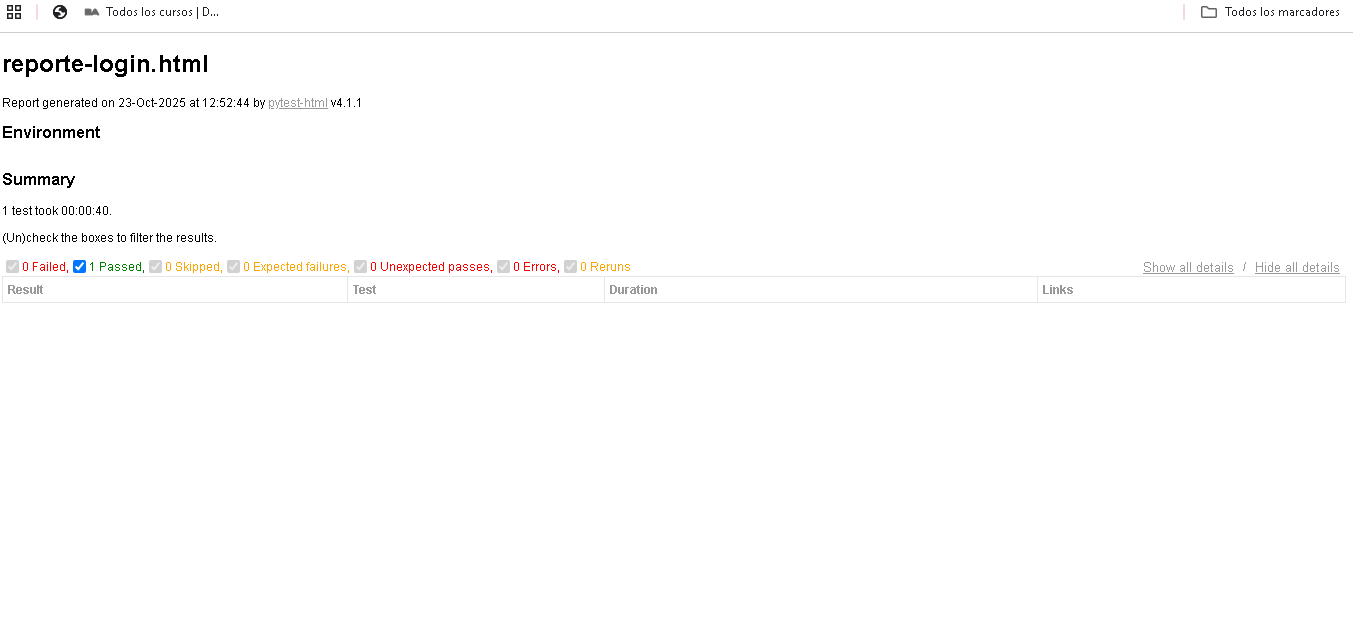 BA Todos los cursos | D... Todos los marcadores
reporte-login.html
Report generated on 23-Oct-2025 at 12:52:44 by pytest-html v4.1.1
Environment
Summary
1 test took 00:00:40.
(Un)check the boxes to filter the results.
0 Failed, 1 Passed, 0 Skipped, 0 Expected failures, 0 Unexpected passes, 0 Errors, 0 Reruns Show all details / Hide all details
Result Test Duration Links